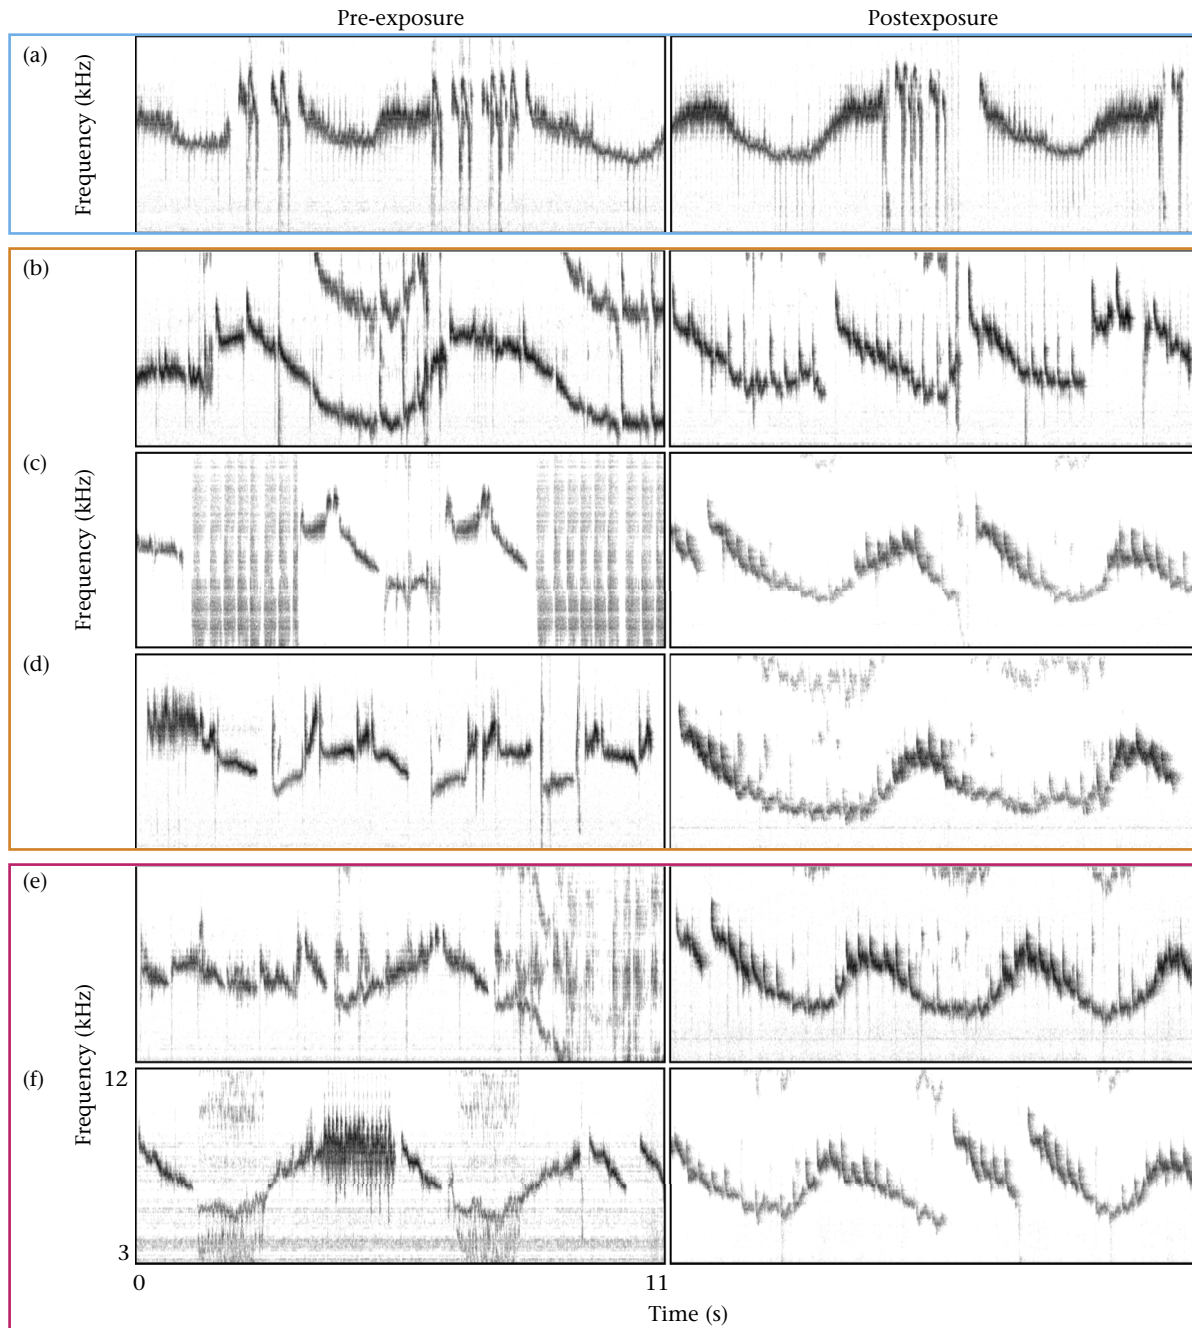 Pre-exposure
Postexposure
(a)
Frequency (kHz)
(b)
(c)
Frequency (kHz)
(d)
(e)
Frequency (kHz)
(f)
12
3
0
11
Time (s)